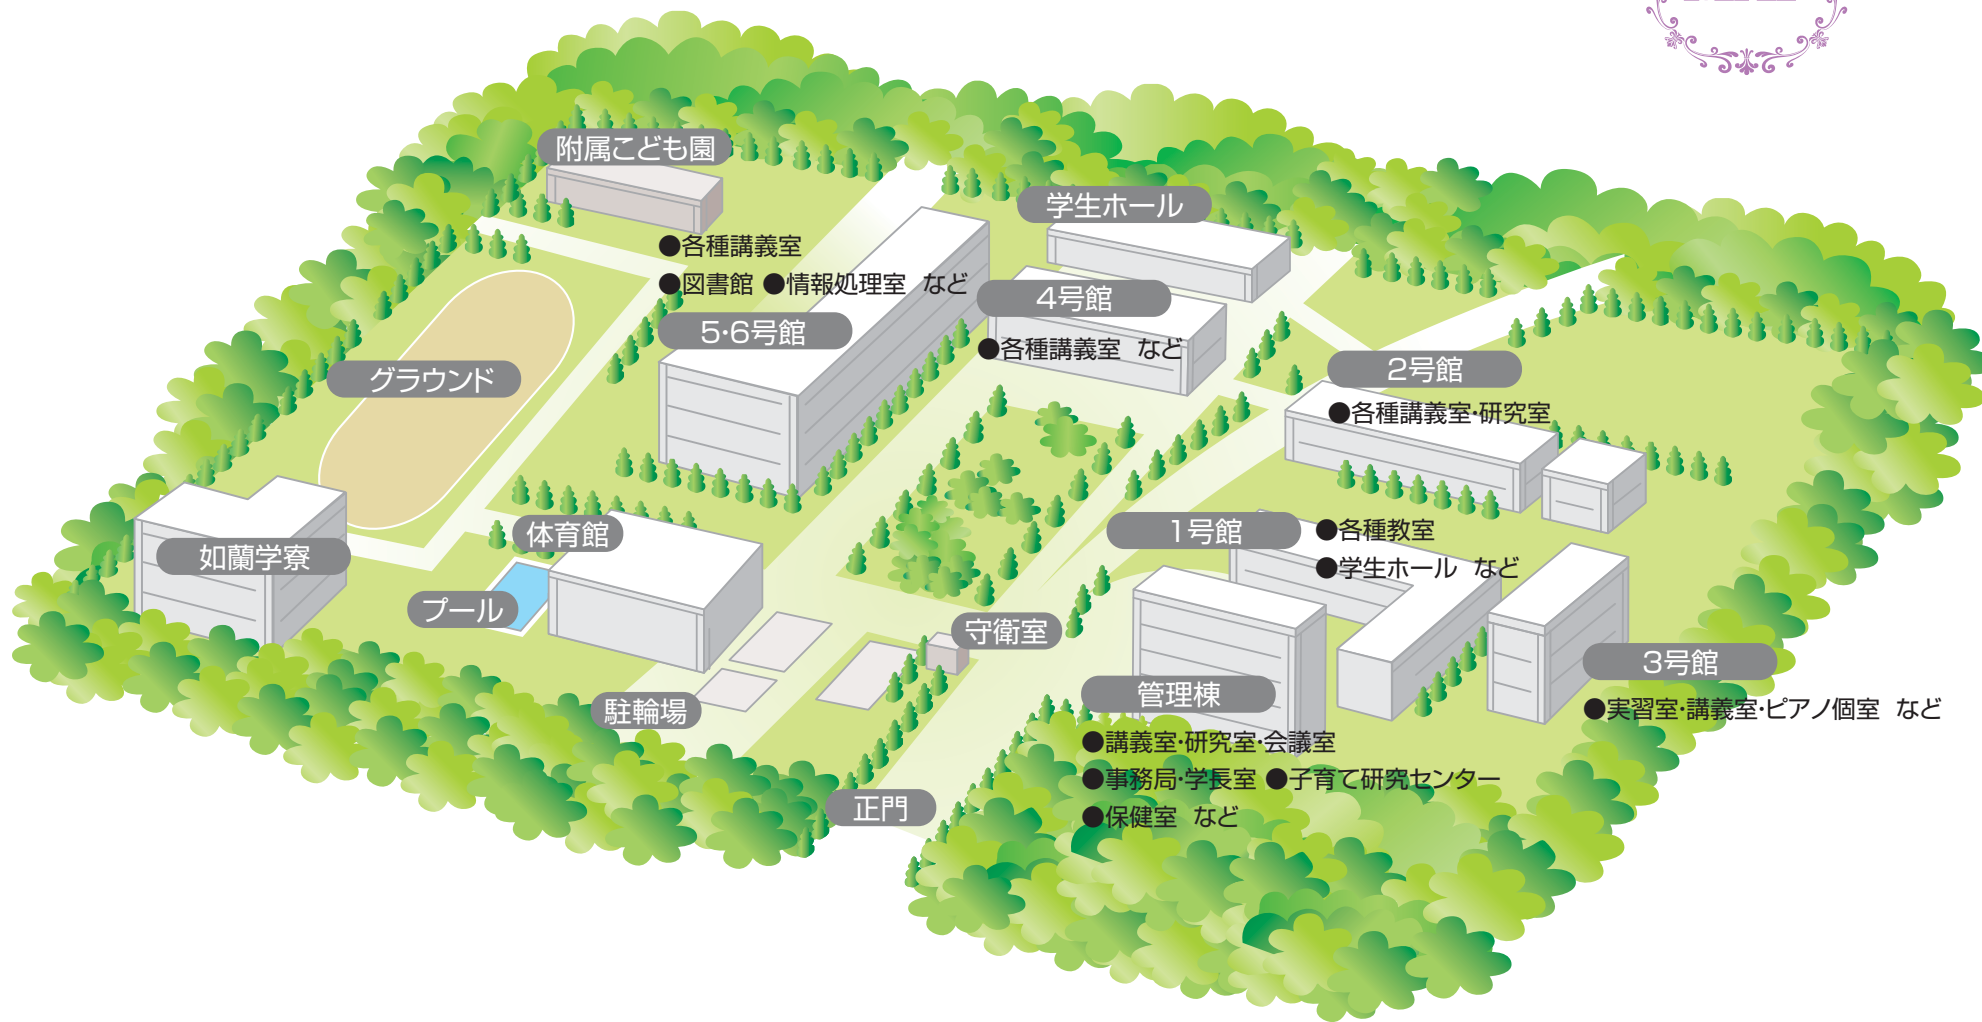 附属こども園
学生ホール
●各種講義室
●図書館 ●情報処理室 など
5・6号館
4号館
●各種講義室 など
グラウンド
2号館
●各種講義室・研究室
1号館
●各種教室
●学生ホール など
体育館
如蘭学寮
プール
守衛室
3号館
●実習室・講義室・ピアノ個室 など
管理棟
●講義室・研究室・会議室
●事務局・学長室 ●子育て研究センター
●保健室 など
駐輪場
正門